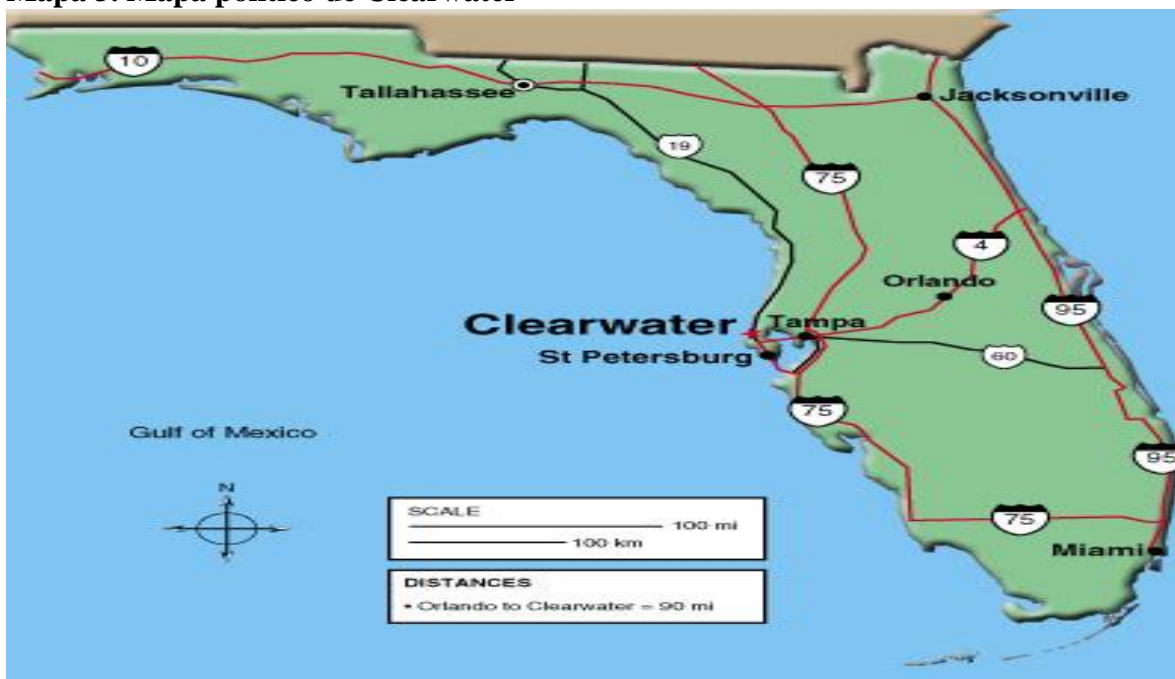 Mapa Mapa político de Clearwater
10
Tallahassee
Jacksonville
19
75
4
Orlando
95
Clearwater
Tampa
St Petersburg
60
75
Gulf of Mexico
95
N
SCALE
100 mi
100 km
75
Miami
DISTANCES
• Orlando to Clearwater = 90 mi